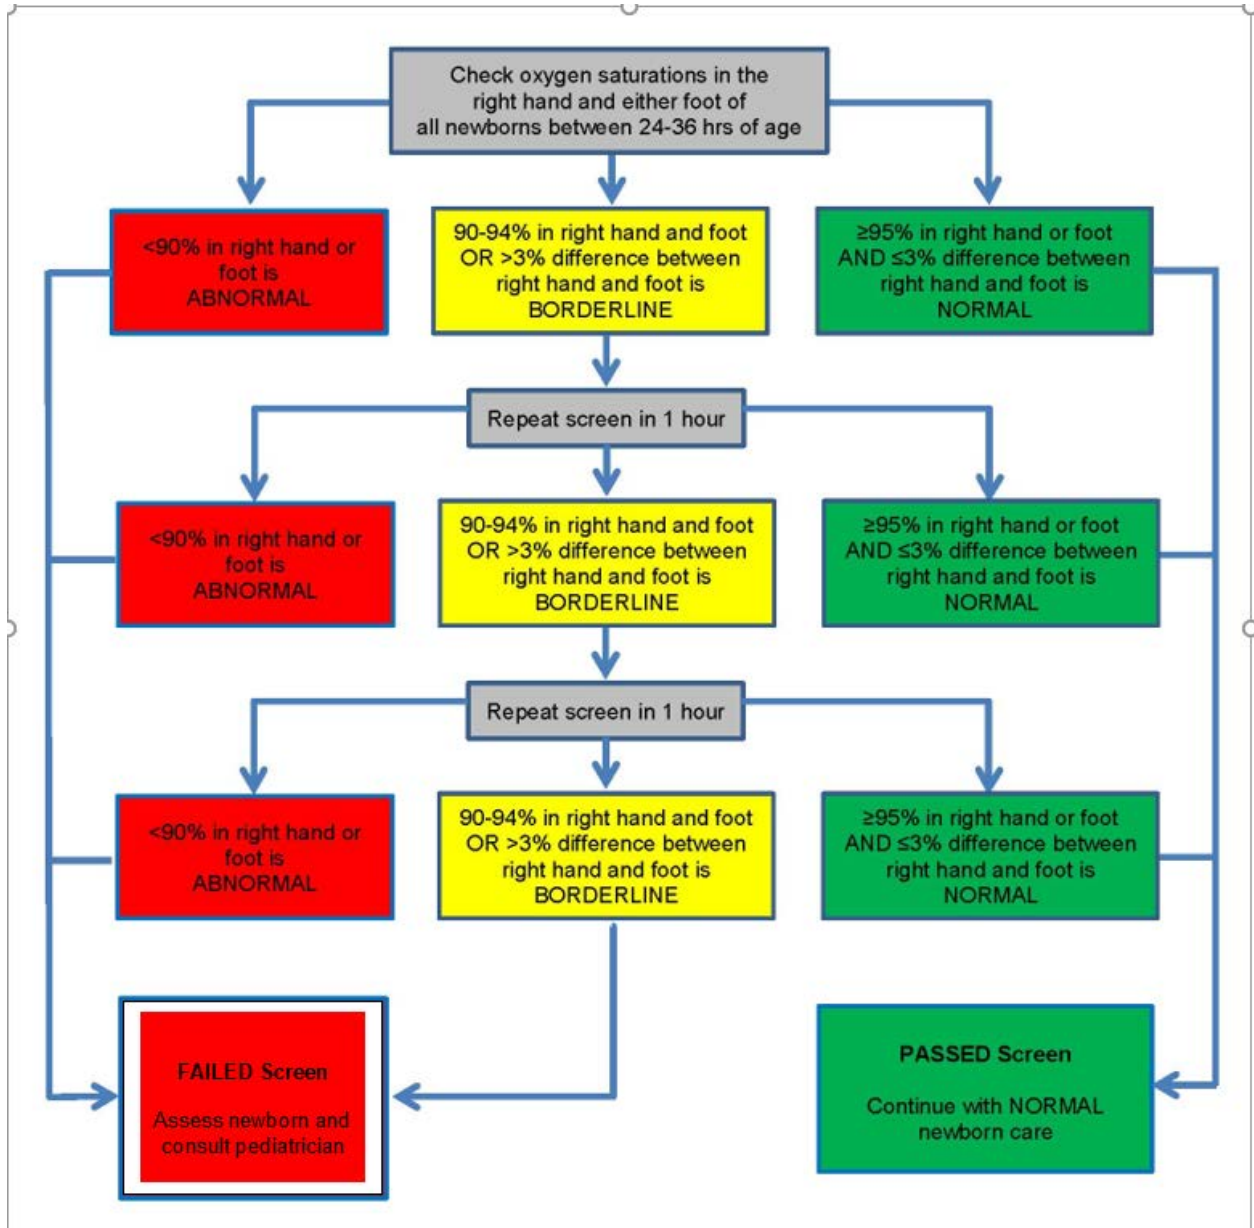 Check oxygen saturations in the
right hand and either foot of
all newborns between 24-36 hrs of age
<90% in right hand or
foot is
ABNORMAL
90-94% in right hand and foot
OR >3% difference between
right hand and foot is
BORDERLINE
≥95% in right hand or foot
AND ≤3% difference between
right hand and foot is
NORMAL
Repeat screen in 1 hour
<90% in right hand or
foot is
ABNORMAL
90-94% in right hand and foot
OR >3% difference between
right hand and foot is
BORDERLINE
≥95% in right hand or foot
AND ≤3% difference between
right hand and foot is
NORMAL
Repeat screen in 1 hour
<90% in right hand or
foot is
ABNORMAL
90-94% in right hand and foot
OR >3% difference between
right hand and foot is
BORDERLINE
≥95% in right hand or foot
AND ≤3% difference between
right hand and foot is
NORMAL
FAILED Screen
Assess newborn and
consult pediatrician
PASSED Screen
Continue with NORMAL
newborn care